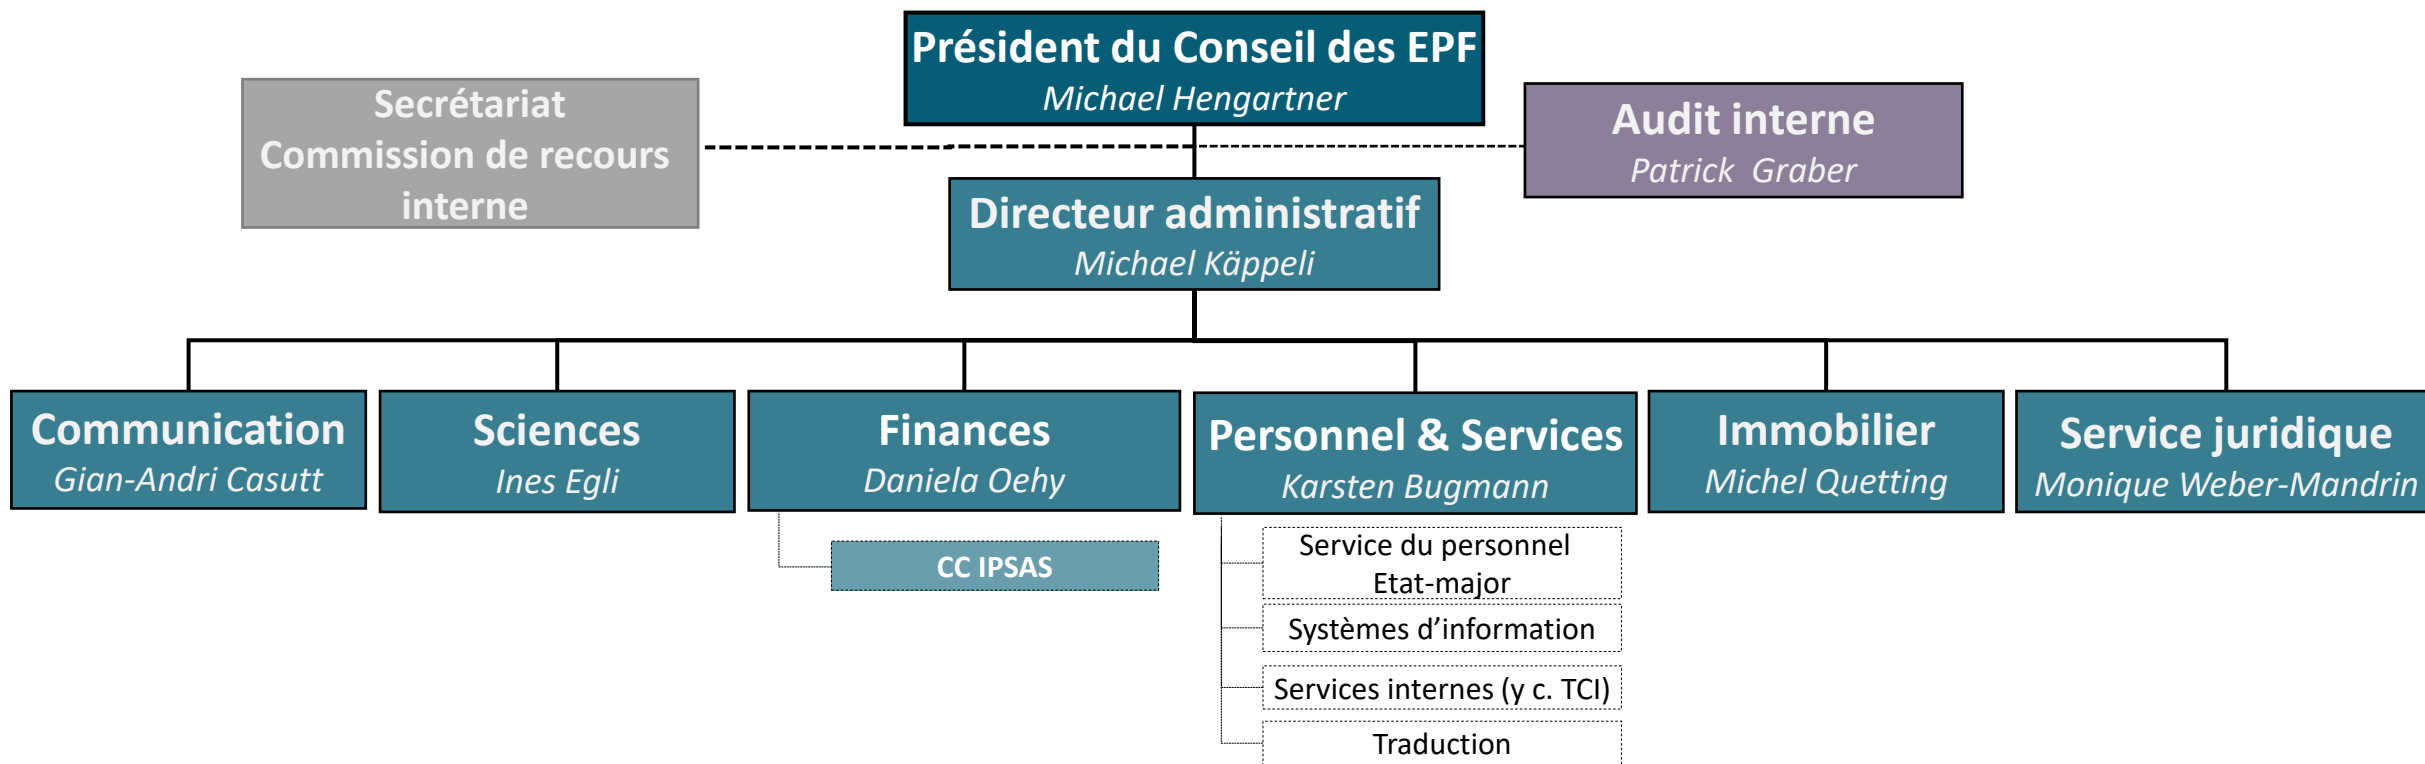 Président du Conseil des EPF
Michael Hengartner
Secrétariat
Commission de recours
interne
Audit interne
Patrick Graber
Directeur administratif
Michael Käppeli
Communication
Gian-Andri Casutt
Sciences
Ines Egli
Finances
Daniela Oehy
Personnel & Services
Karsten Bugmann
Immobilier
Michel Quetting
Service juridique
Monique Weber-Mandrin
CC IPSAS
Service du personnel
Etat-major
Systèmes d’information
Services internes (y c. TCI)
Traduction